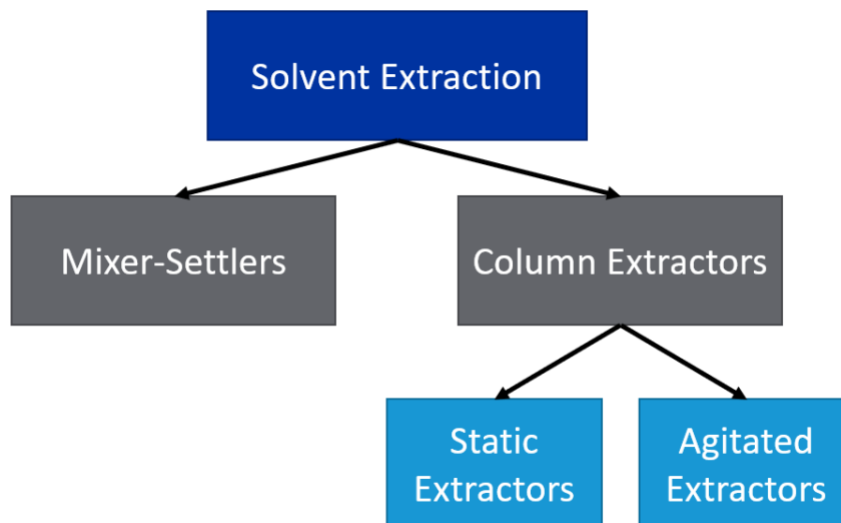 Solvent Extraction
Mixer-Settlers
Column Extractors
Static
Extractors
Agitated
Extractors